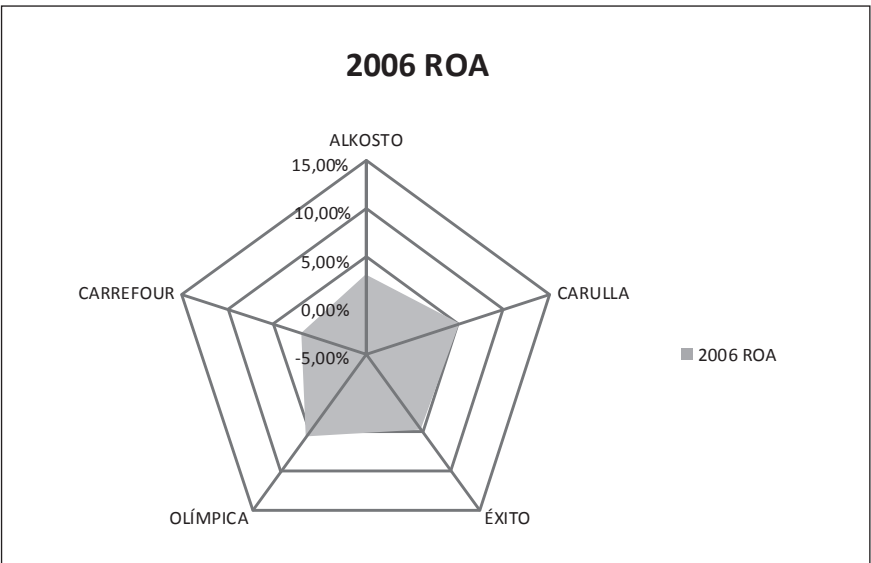 2006 ROA
ALKOSTO
15,00%
10,00%
5,00%
0,00%
-5,00%
CARREFOUR
CARULLA
2006 ROA
OLÍMPICA
ÉXITO